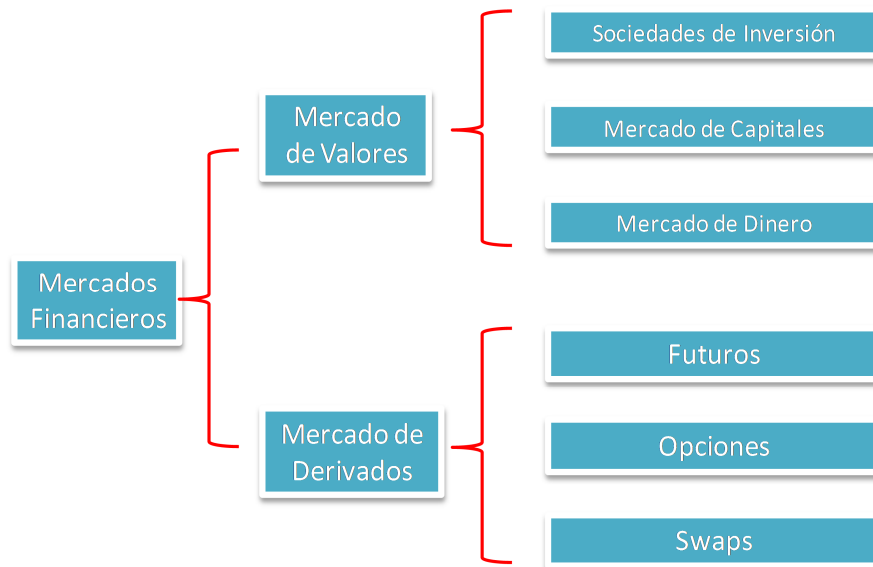 Mercados
Financieros
Mercado
de Valores
Sociedades de Inversión
Mercado de Capitales
Mercado de Dinero
Mercado de
Derivados
Futuros
Opciones
Swaps